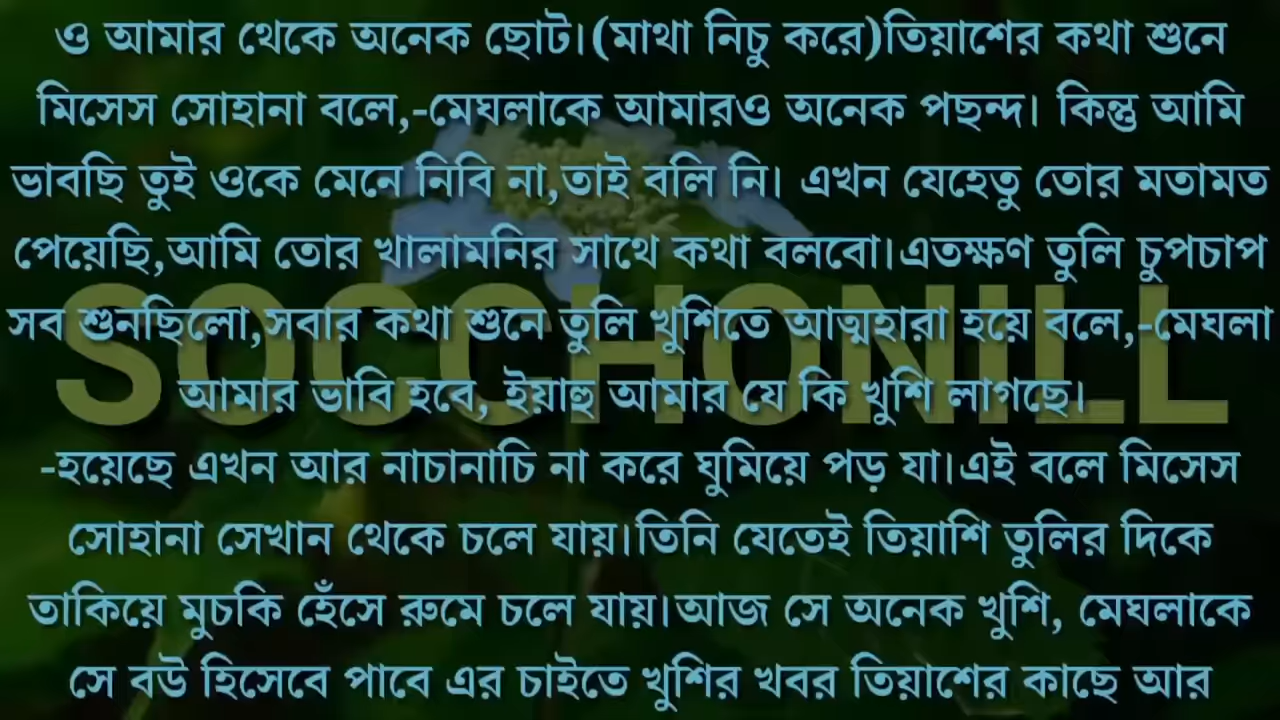 ও আমার থেকে অনেক ছোট।(মাথা নিচু করে)তিয়াশের কথা শুনে
মিসেস সোহানা বলে,-মেঘলাকে আমারও অনেক পছন্দ। কিন্তু আমি
ভাবছি তুই ওকে মেনে নিবি না,তাই বলি নি। এখন যেহেতু তোর মতামত
পেয়েছি,আমি তোর খালামনির সাথে কথা বলবো।এতক্ষণ তুলি চুপচাপ
সব শুনছিলো,সবার কথা শুনে তুলি খুশিতে আত্মহারা হয়ে বলে,-মেঘলা
আমার ভাবি হবে, ইয়াহু আমার যে কি খুশি লাগছে।
SOCCHONILL
-হয়েছে এখন আর নাচানাচি না করে ঘুমিয়ে পড় যা।এই বলে মিসেস
সোহানা সেখান থেকে চলে যায়।তিনি যেতেই তিয়াশি তুলির দিকে
তাকিয়ে মুচকি হেঁসে রুমে চলে যায়।আজ সে অনেক খুশি, মেঘলাকে
সে বউ হিসেবে পাবে এর চাইতে খুশির খবর তিয়াশের কাছে আর